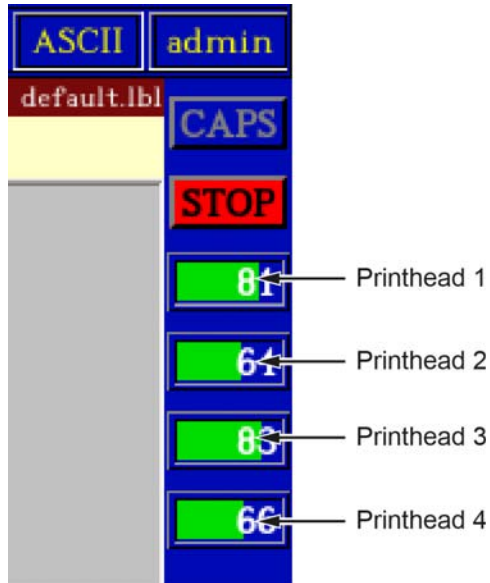 ASCII admin
default.lbl
CAPS
STOP
81 Printhead 1
64 Printhead 2
83 Printhead 3
66 Printhead 4